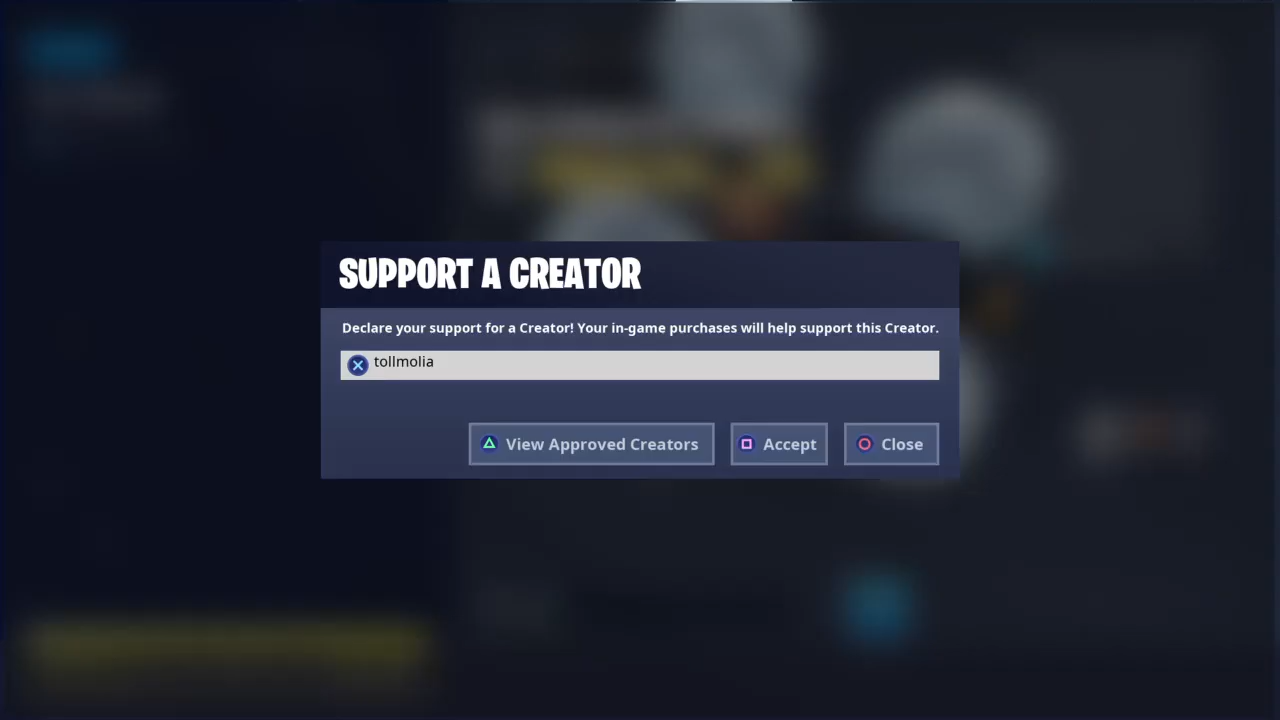 SUPPORT A CREATOR
Declare your support for a Creator! Your in-game purchases will help support this Creator.
tollmolia
View Approved Creators
Accept
Close